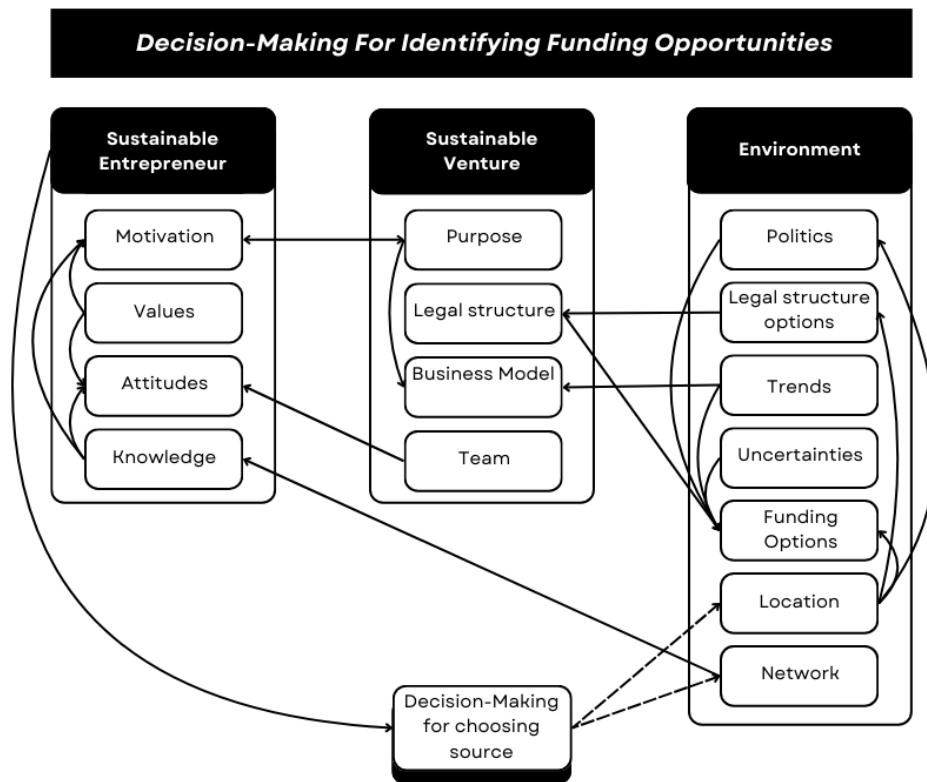 Decision-Making For Identifying Funding Opportunities
Sustainable
Entrepreneur
Motivation
Values
Attitudes
Knowledge
Sustainable
Venture
Purpose
Legal structure
Business Model
Team
Environment
Politics
Legal structure
options
Trends
Uncertainties
Funding
Options
Location
Network
Decision-Making
for choosing
source